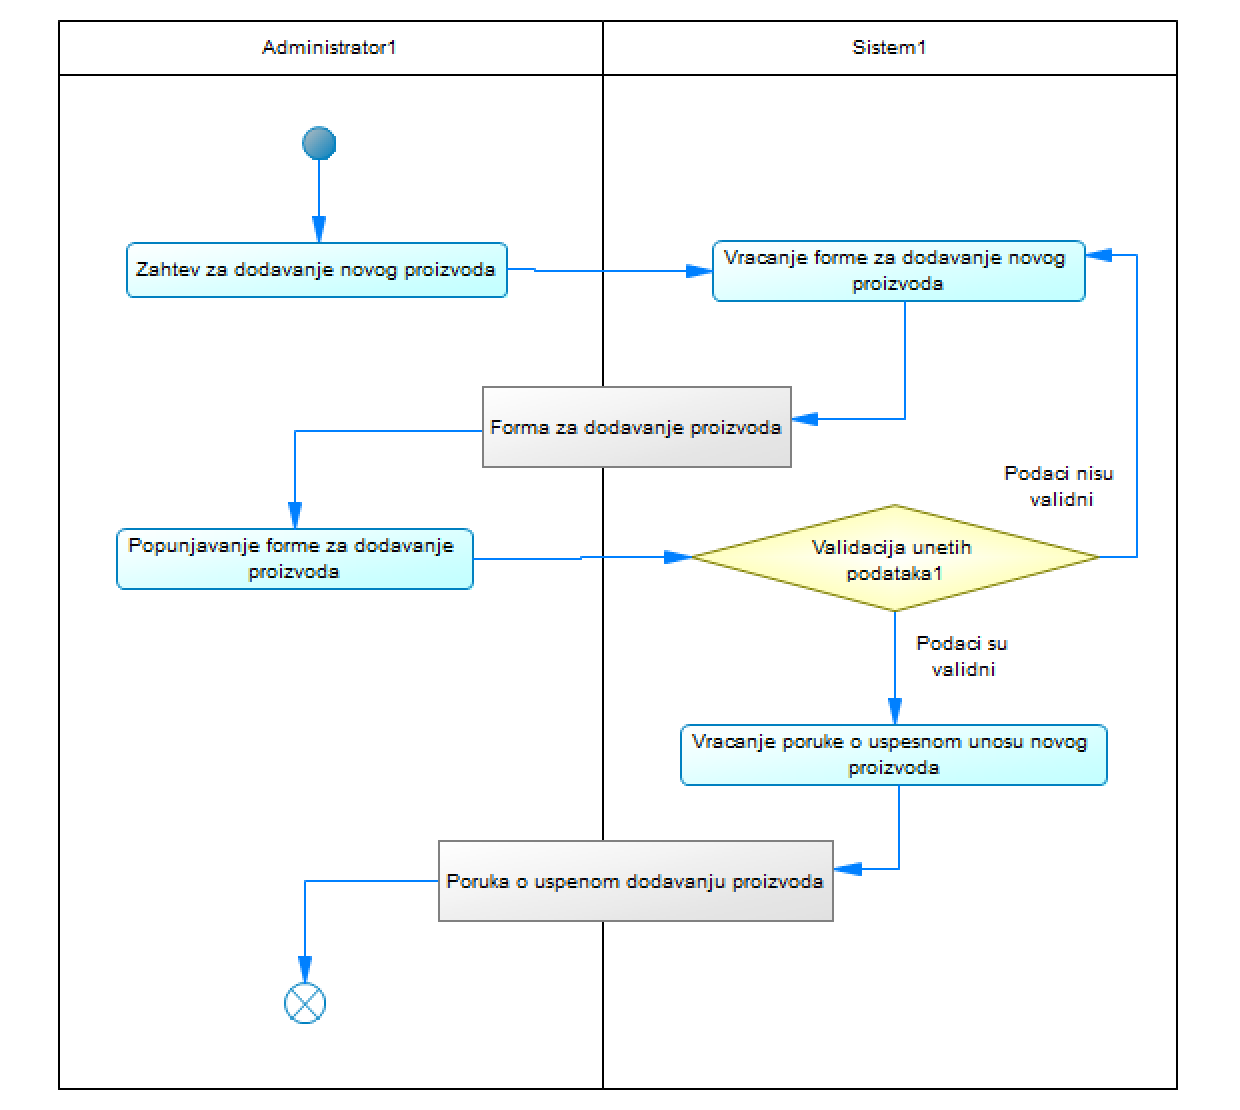 Administrator1
Sistem1
Zahtev za dodavanje novog proizvoda
Vracanje forme za dodavanje novog
proizvoda
Forma za dodavanje proizvoda
Podaci nisu
validni
Popunjavanje forme za dodavanje
proizvoda
Validacija unetih
podataka1
Podaci su
validni
Vracanje poruke o uspesnom unosu novog
proizvoda
Poruka o uspenom dodavanju proizvoda